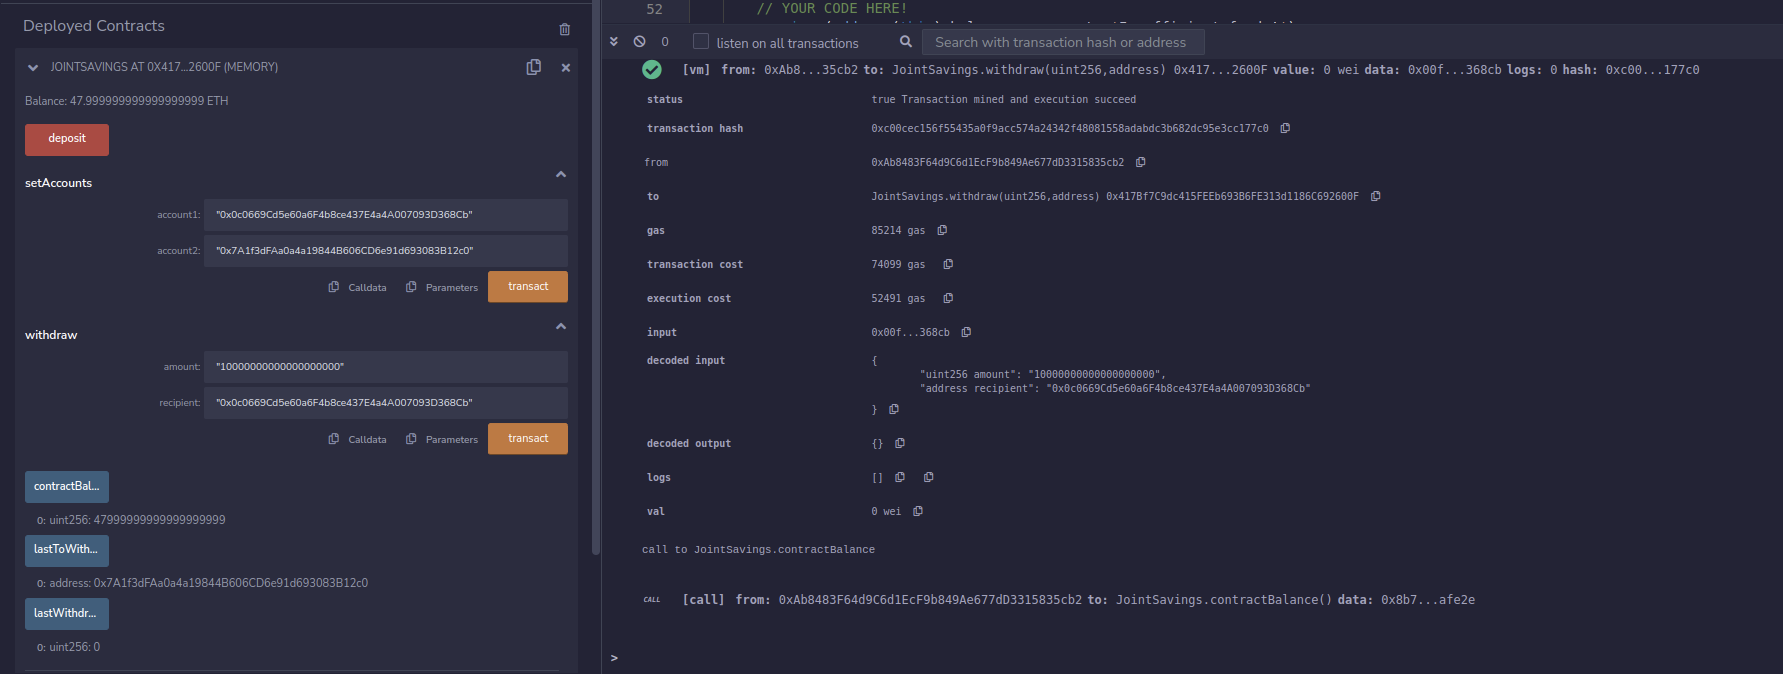 Deployed Contracts
JOINTSAVINGS AT 0X417...2600F (MEMORY)
Balance: 47.999999999999999999 ETH
deposit
setAccounts
account1: "0x0c0669Cd5e60a6F4b8ce437E4a4A007093D368Cb"
account2: "0x7A1f3dFAa0a4a19844B606CD6e91d693083B12c0"
Calldata Parameters transact
withdraw
amount: "10000000000000000000"
recipient: "0x0c0669Cd5e60a6F4b8ce437E4a4A007093D368Cb"
Calldata Parameters transact
contractBal...
0: uint256: 47999999999999999999
lastToWith...
0: address: 0x7A1f3dFAa0a4a19844B606CD6e91d693083B12c0
lastWithdr...
0: uint256: 0
52 // YOUR CODE HERE!
0 listen on all transactions Search with transaction hash or address
[vm] from: 0xAb8...35cb2 to: JointSavings.withdraw(uint256,address) 0x417...2600F value: 0 wei data: 0x00f...368cb logs: 0 hash: 0xc00...177c0
status true Transaction mined and execution succeed
transaction hash 0xc00cec156f55435a0f9acc574a24342f48081558adabdc3b682dc95e3cc177c0
from 0xAb8483F64d9C6d1EcF9b849Ae677dD3315835cb2
to JointSavings.withdraw(uint256,address) 0x417Bf7C9dc415FEEb693B6FE313d1186C692600F
gas 85214 gas
transaction cost 74099 gas
execution cost 52491 gas
input 0x00f...368cb
decoded input {
"uint256 amount": "10000000000000000000",
"address recipient": "0x0c0669Cd5e60a6F4b8ce437E4a4A007093D368Cb"
}
decoded output {}
logs []
val 0 wei
call to JointSavings.contractBalance
CALL [call] from: 0xAb8483F64d9C6d1EcF9b849Ae677dD3315835cb2 to: JointSavings.contractBalance() data: 0x8b7...afe2e
>